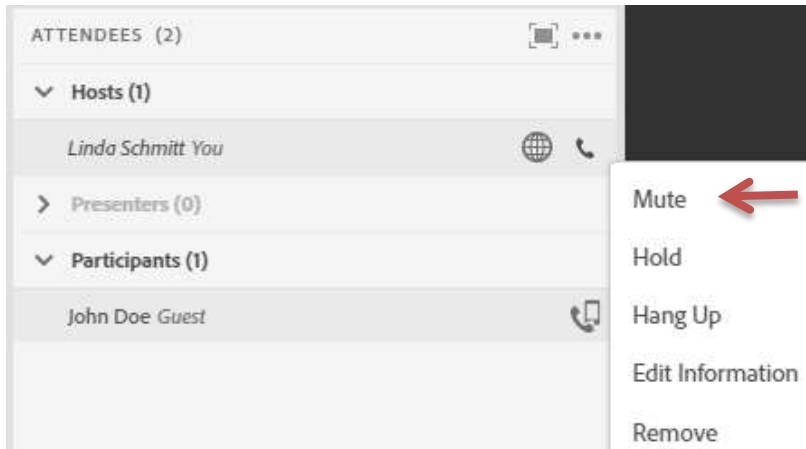 ATTENDEES (2)
Hosts (1)
Linda Schmitt You
Presenters (0)
Participants (1)
John Doe Guest
Mute
Hold
Hang Up
Edit Information
Remove